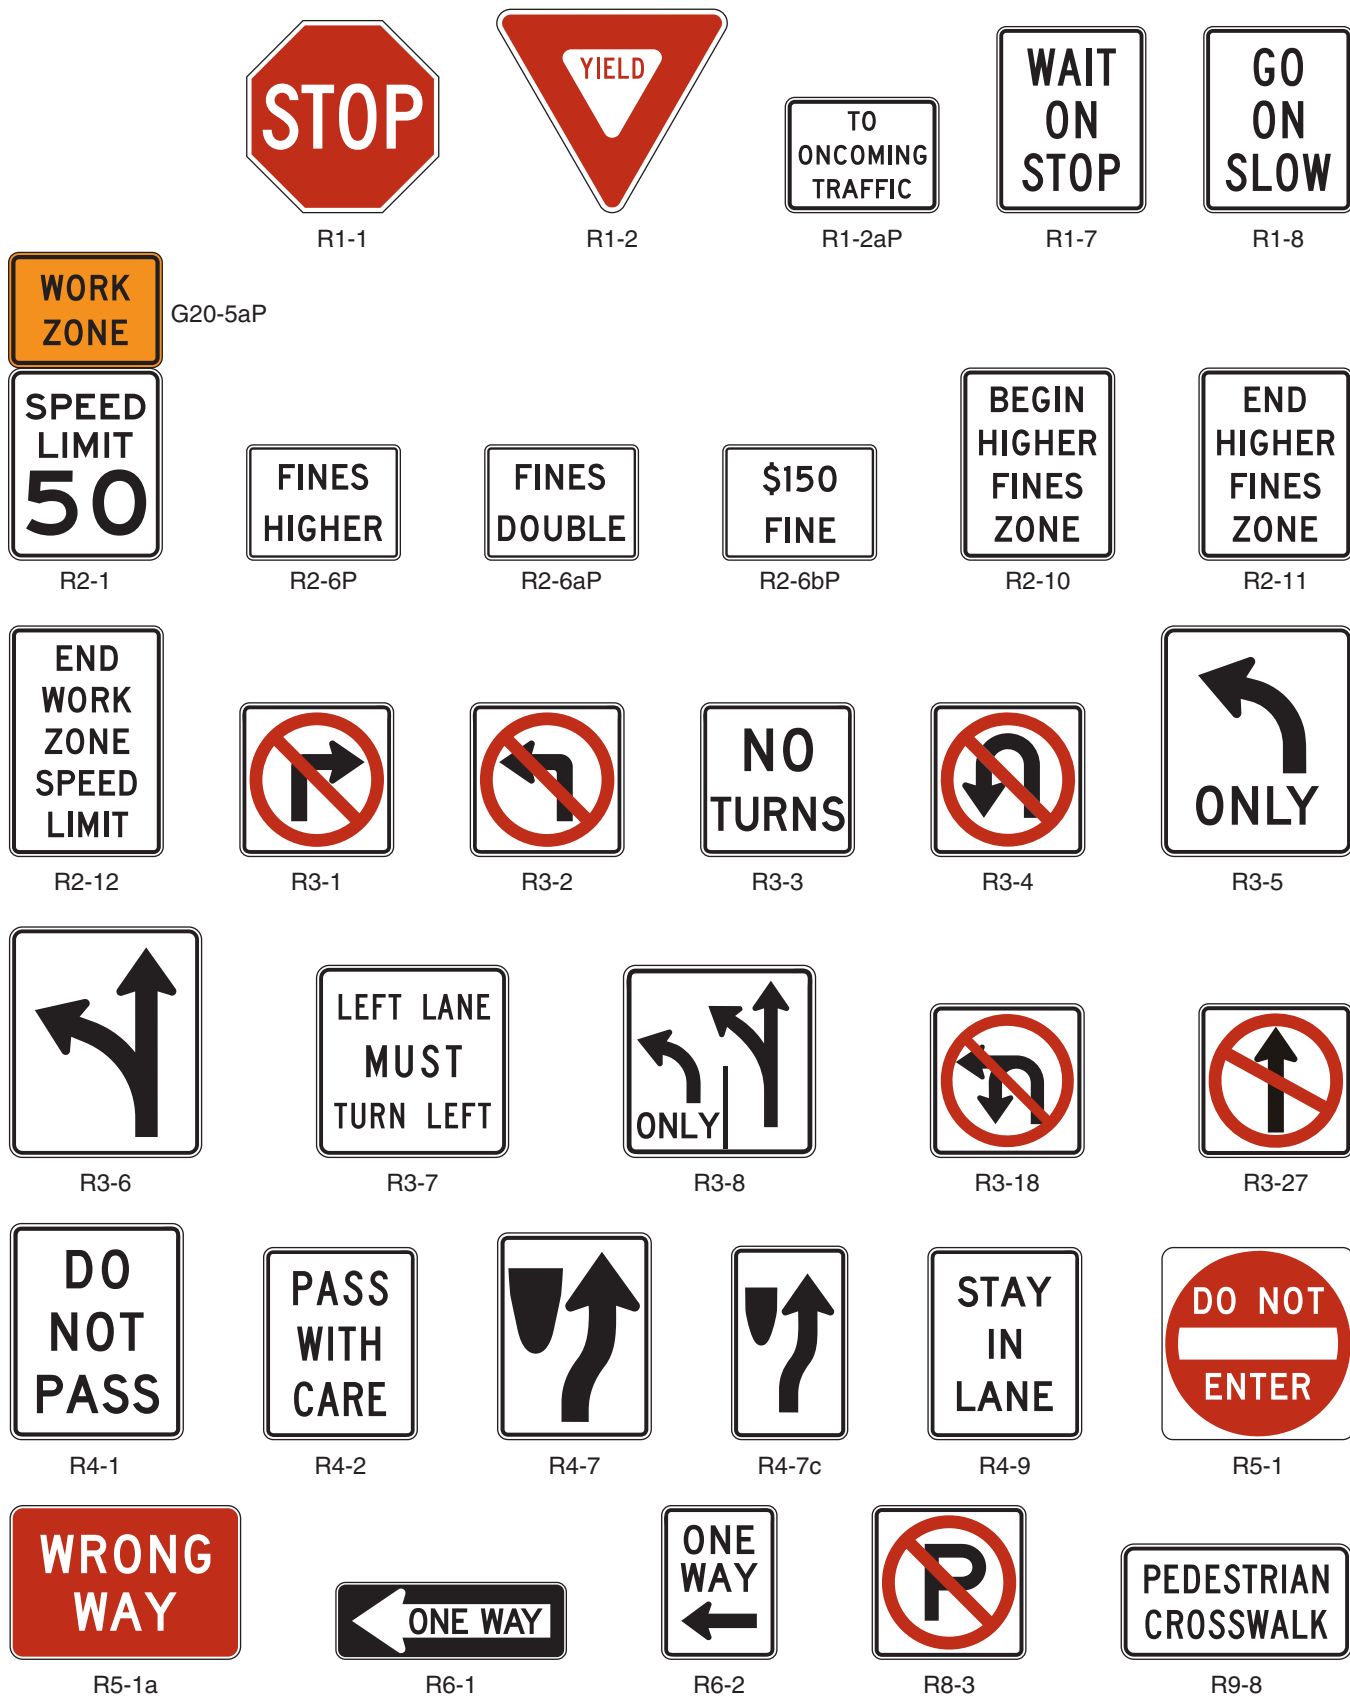 STOP
R1-1
YIELD
R1-2
TO
ONCOMING
TRAFFIC
R1-2aP
WAIT
ON
STOP
R1-7
GO
ON
SLOW
R1-8
WORK
ZONE
G20-5aP
SPEED
LIMIT
50
R2-1
FINES
HIGHER
R2-6P
FINES
DOUBLE
R2-6aP
$150
FINE
R2-6bP
BEGIN
HIGHER
FINES
ZONE
R2-10
END
HIGHER
FINES
ZONE
R2-11
END
WORK
ZONE
SPEED
LIMIT
R2-12
R3-1
R3-2
NO
TURNS
R3-3
R3-4
ONLY
R3-5
R3-6
LEFT LANE
MUST
TURN LEFT
R3-7
ONLY
R3-8
R3-18
R3-27
DO
NOT
PASS
R4-1
PASS
WITH
CARE
R4-2
R4-7
R4-7c
STAY
IN
LANE
R4-9
DO NOT
ENTER
R5-1
WRONG
WAY
R5-1a
ONE WAY
R6-1
ONE
WAY
R6-2
P
R8-3
PEDESTRIAN
CROSSWALK
R9-8